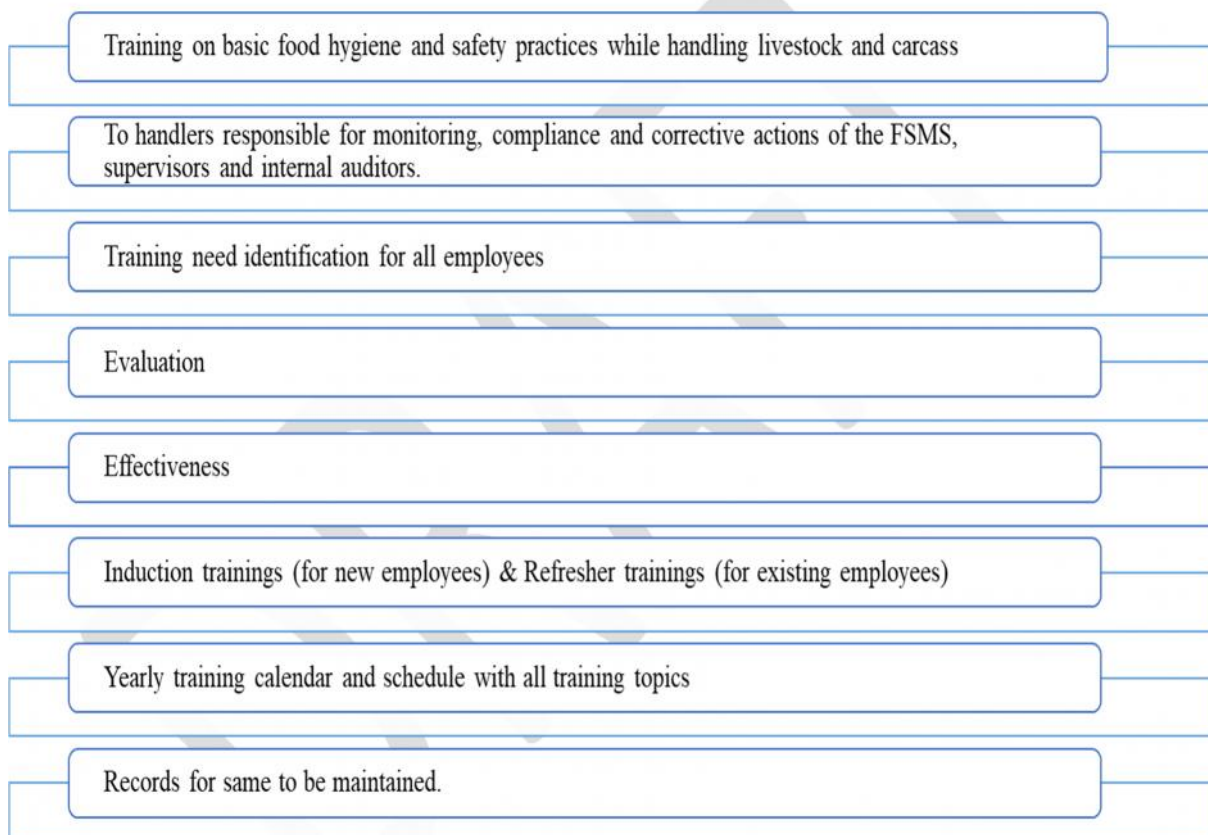 Training on basic food hygiene and safety practices while handling livestock and carcass
To handlers responsible for monitoring, compliance and corrective actions of the FSMS,
supervisors and internal auditors.
Training need identification for all employees
Evaluation
Effectiveness
Induction trainings (for new employees) & Refresher trainings (for existing employees)
Yearly training calendar and schedule with all training topics
Records for same to be maintained.